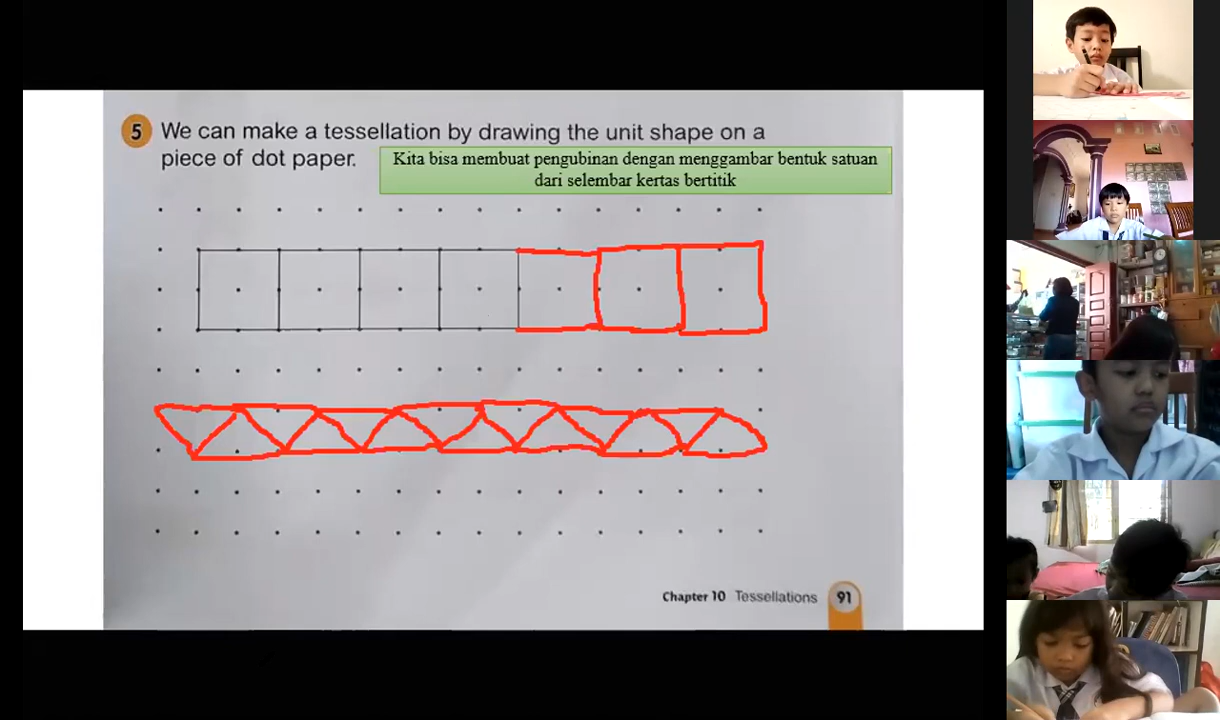 5 We can make a tessellation by drawing the unit shape on a
piece of dot paper.
Kita bisa membuat pengubinan dengan menggambar bentuk satuan
dari selembar kertas bertitik
Chapter 10 Tessellations 91